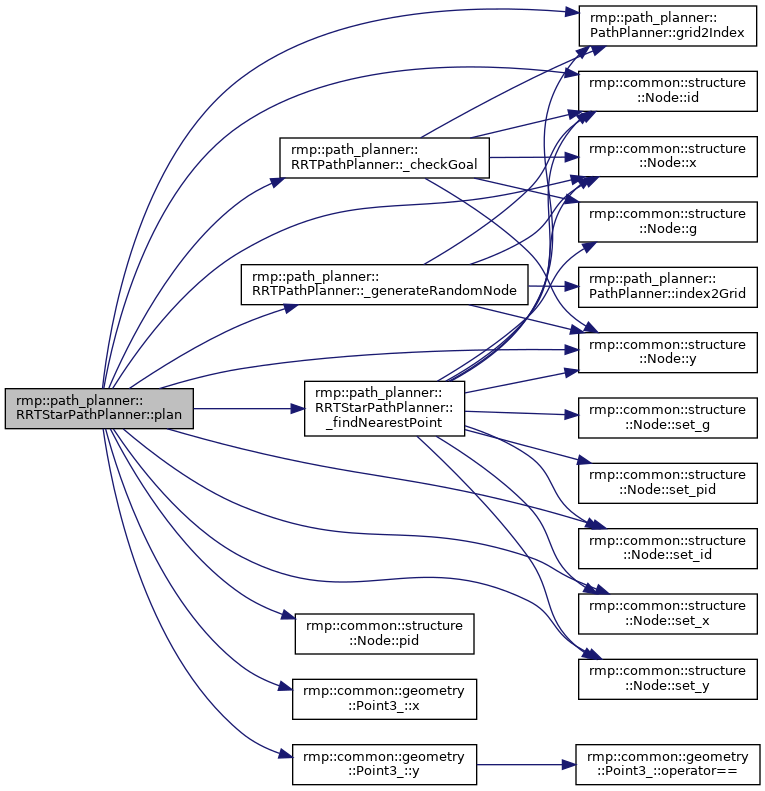 rmp::path_planner::
PathPlanner::grid2Index
rmp::common::structure
::Node::id
rmp::path_planner::
RRTPathPlanner::_checkGoal
rmp::common::structure
::Node::x
rmp::common::structure
::Node::g
rmp::path_planner::
RRTPathPlanner::_generateRandomNode
rmp::path_planner::
PathPlanner::index2Grid
rmp::common::structure
::Node::y
rmp::path_planner::
RRTStarPathPlanner::plan
rmp::path_planner::
RRTStarPathPlanner::
_findNearestPoint
rmp::common::structure
::Node::set_g
rmp::common::structure
::Node::set_pid
rmp::common::structure
::Node::set_id
rmp::common::structure
::Node::set_x
rmp::common::structure
::Node::pid
rmp::common::structure
::Node::set_y
rmp::common::geometry
::Point3_::x
rmp::common::geometry
::Point3_::y
rmp::common::geometry
::Point3_::operator==